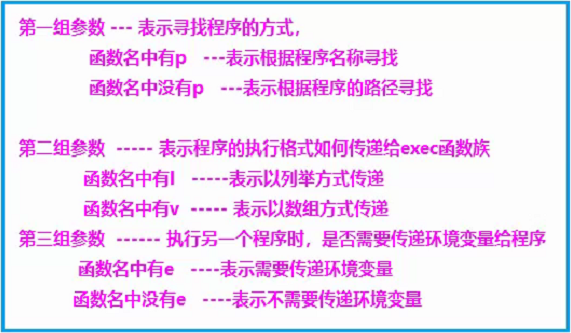 第一组参数 --- 表示寻找程序的方式，
函数名中有p ---表示根据程序名称寻找
函数名中没有p ---表示根据程序的路径寻找
第二组参数 ----- 表示程序的执行格式如何传递给exec函数族
函数名中有l -----表示以列举方式传递
函数名中有v ----- 表示以数组方式传递
第三组参数 ------ 执行另一个程序时，是否需要传递环境变量给程序
函数名中有e ----表示需要传递环境变量
函数名中没有e ----表示不需要传递环境变量